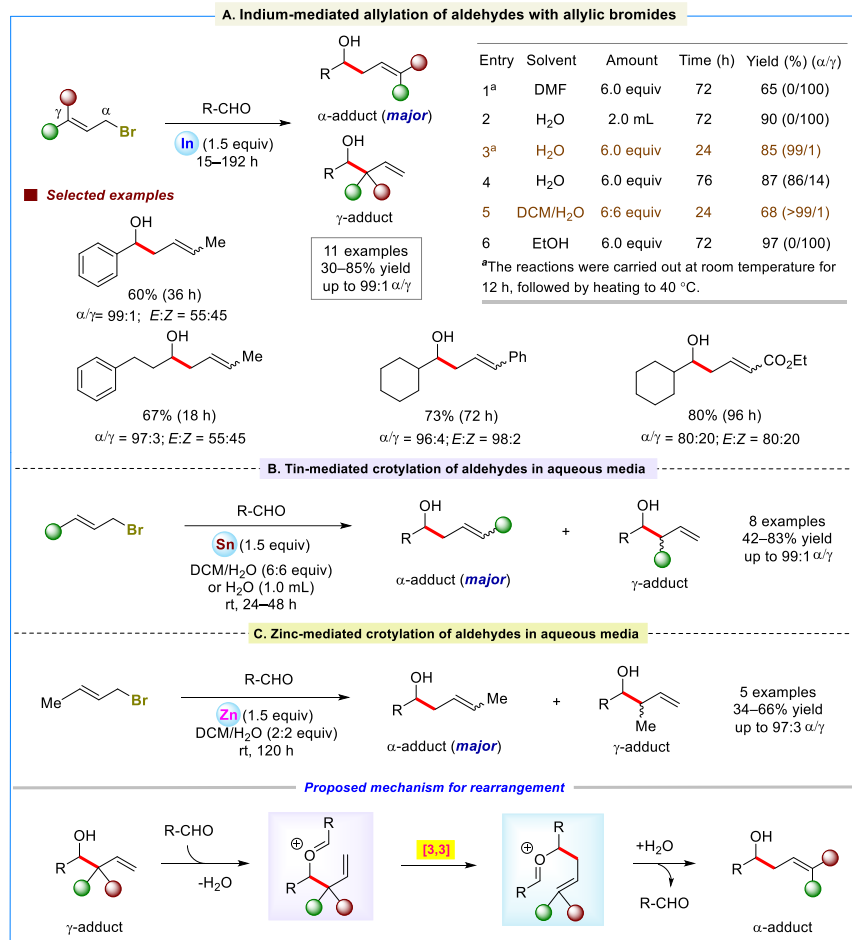 A. Indium-mediated allylation of aldehydes with allylic bromides
γ
α
Br
R-CHO
In (1.5 equiv)
15–192 h
OH
R
α-adduct (major)
OH
R
γ-adduct
11 examples
30–85% yield
up to 99:1 α/γ
Entry Solvent Amount Time (h) Yield (%) (α/γ)
1a DMF 6.0 equiv 72 65 (0/100)
2 H2O 2.0 mL 72 90 (0/100)
3a H2O 6.0 equiv 24 85 (99/1)
4 H2O 6.0 equiv 76 87 (86/14)
5 DCM/H2O 6:6 equiv 24 68 (>99/1)
6 EtOH 6.0 equiv 72 97 (0/100)
aThe reactions were carried out at room temperature for
12 h, followed by heating to 40 °C.
Selected examples
OH
Me
60% (36 h)
α/γ= 99:1; E:Z = 55:45
OH
Me
67% (18 h)
α/γ = 97:3; E:Z = 55:45
OH
Ph
73% (72 h)
α/γ = 96:4; E:Z = 98:2
OH
CO2Et
80% (96 h)
α/γ = 80:20; E:Z = 80:20
B. Tin-mediated crotylation of aldehydes in aqueous media
Br
R-CHO
Sn (1.5 equiv)
DCM/H2O (6:6 equiv)
or H2O (1.0 mL)
rt, 24–48 h
OH
R
α-adduct (major)
+
OH
R
γ-adduct
8 examples
42–83% yield
up to 99:1 α/γ
C. Zinc-mediated crotylation of aldehydes in aqueous media
Me
Br
R-CHO
Zn (1.5 equiv)
DCM/H2O (2:2 equiv)
rt, 120 h
OH
R
Me
α-adduct (major)
+
OH
R
Me
γ-adduct
5 examples
34–66% yield
up to 97:3 α/γ
Proposed mechanism for rearrangement
OH
R
γ-adduct
R-CHO
-H2O
R
+
O
R
[3,3]
R
+
O
R
+H2O
R-CHO
OH
R
α-adduct